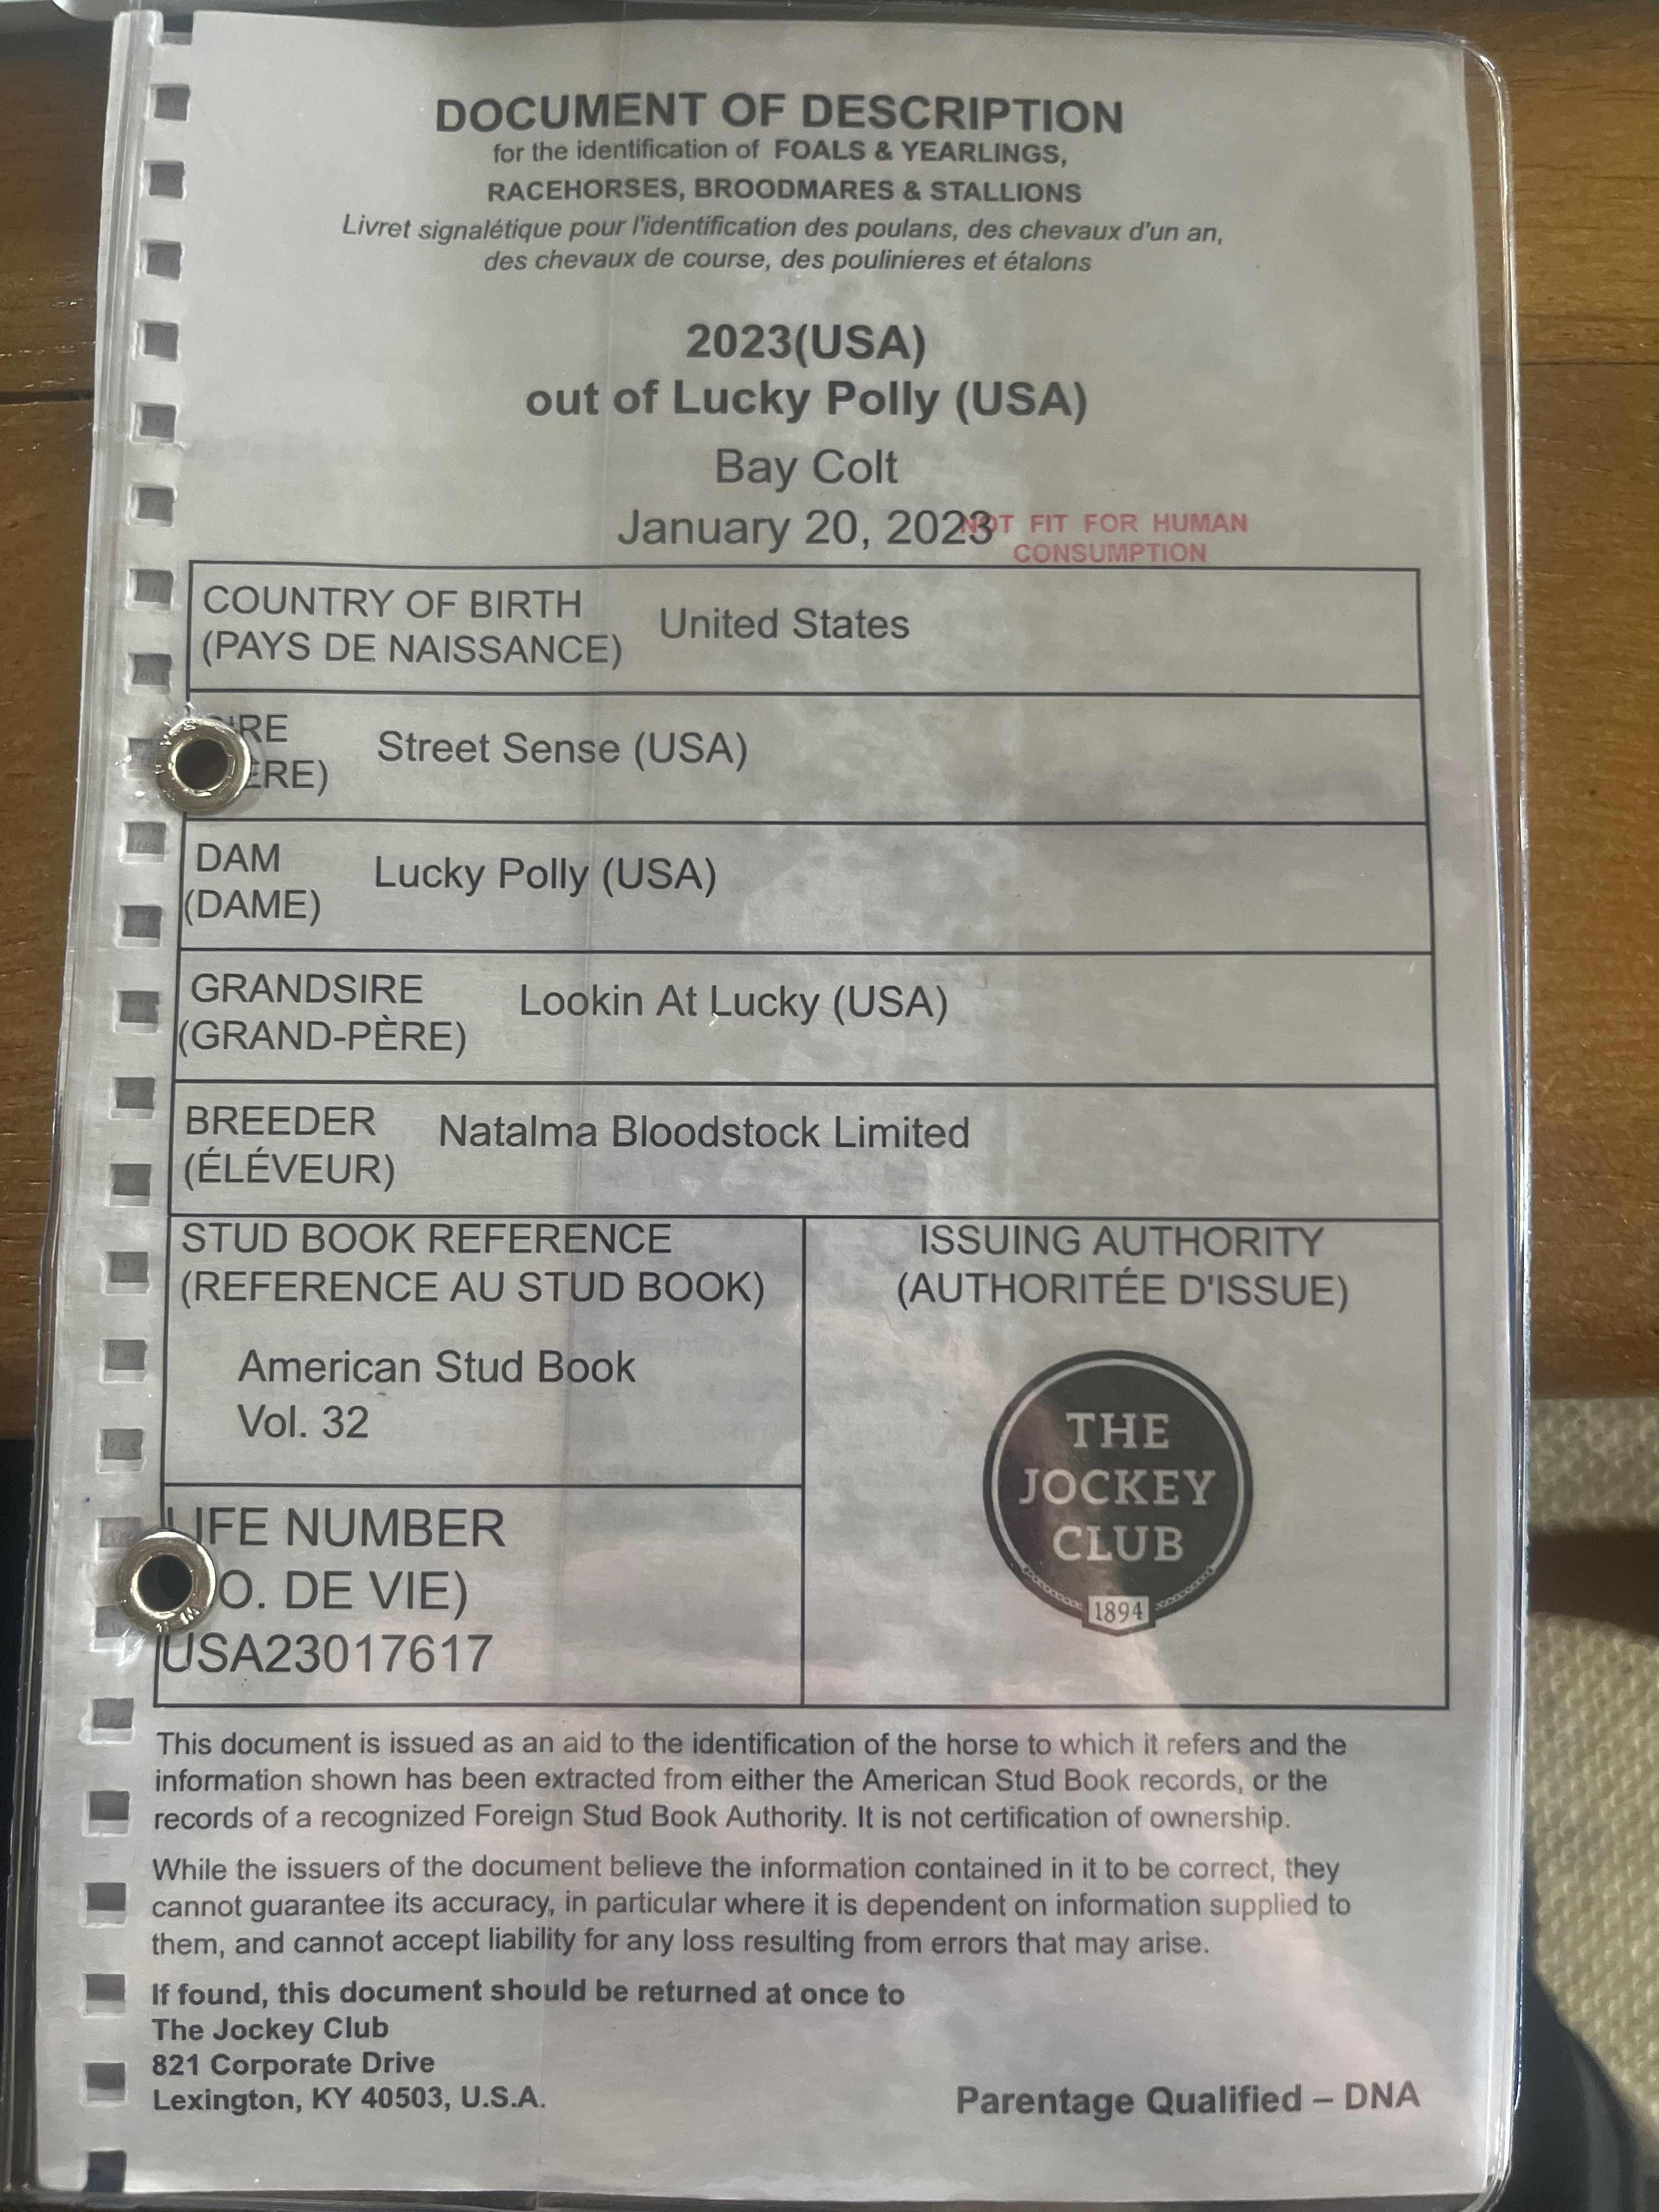 DOCUMENT OF DESCRIPTION
for the identification of FOALS & YEARLINGS,
RACEHORSES, BROODMARES & STALLIONS
Livret signalétique pour l'identification des poulans, des chevaux d'un an,
des chevaux de course, des poulinieres et étalons
2023(USA)
out of Lucky Polly (USA)
Bay Colt
January 20, 2023
NOT FIT FOR HUMAN
CONSUMPTION
COUNTRY OF BIRTH
(PAYS DE NAISSANCE)
United States
Street Sense (USA)
DAM
(DAME)
Lucky Polly (USA)
GRANDSIRE
(GRAND-PÈRE)
Lookin At Lucky (USA)
BREEDER
(ÉLÉVEUR)
Natalma Bloodstock Limited
STUD BOOK REFERENCE
(REFERENCE AU STUD BOOK)
American Stud Book
Vol. 32
LIFE NUMBER
O. DE VIE)
USA23017617
ISSUING AUTHORITY
(AUTHORITÉE D'ISSUE)
THE
JOCKEY
CLUB
1894
This document is issued as an aid to the identification of the horse to which it refers and the
information shown has been extracted from either the American Stud Book records, or the
records of a recognized Foreign Stud Book Authority. It is not certification of ownership.
While the issuers of the document believe the information contained in it to be correct, they
cannot guarantee its accuracy, in particular where it is dependent on information supplied to
them, and cannot accept liability for any loss resulting from errors that may arise.
If found, this document should be returned at once to
The Jockey Club
821 Corporate Drive
Lexington, KY 40503, U.S.A.
Parentage Qualified – DNA